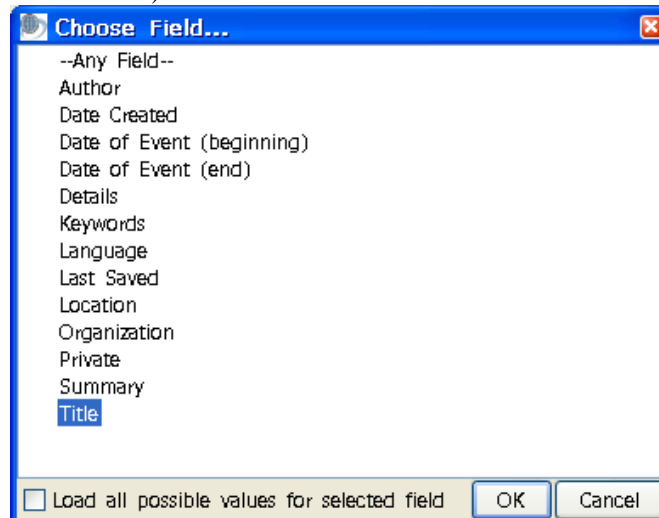 Choose Field...
--Any Field--
Author
Date Created
Date of Event (beginning)
Date of Event (end)
Details
Keywords
Language
Last Saved
Location
Organization
Private
Summary
Title
Load all possible values for selected field OK Cancel